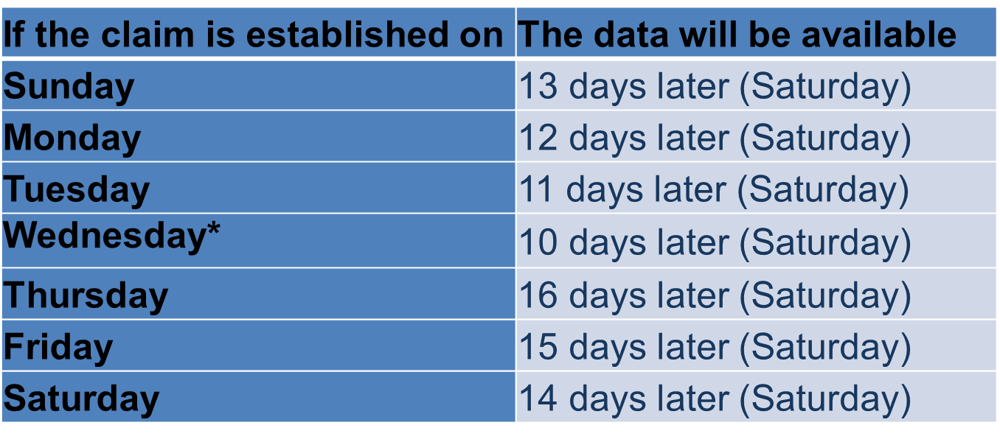 If the claim is established on The data will be available
Sunday 13 days later (Saturday)
Monday 12 days later (Saturday)
Tuesday 11 days later (Saturday)
Wednesday* 10 days later (Saturday)
Thursday 16 days later (Saturday)
Friday 15 days later (Saturday)
Saturday 14 days later (Saturday)